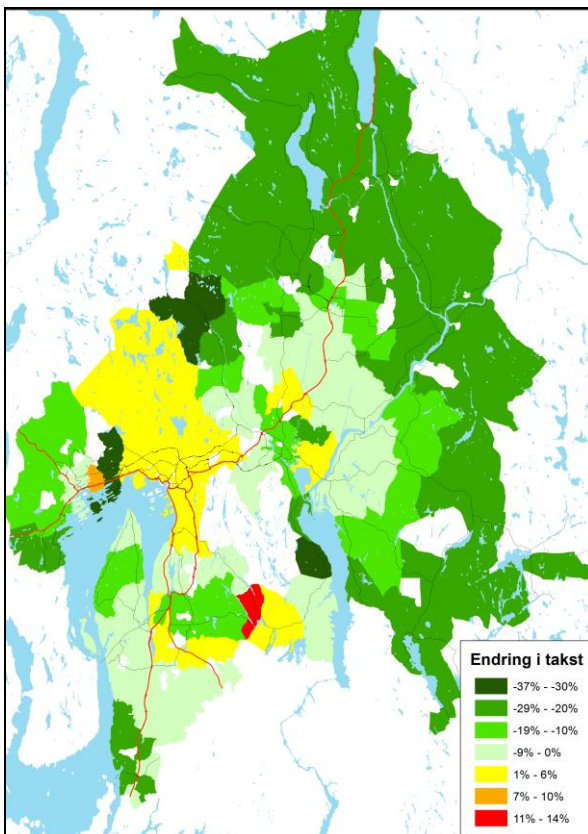 Endring i takst
-37% - -30%
-29% - -20%
-19% - -10%
-9% - 0%
1% - 6%
7% - 10%
11% - 14%